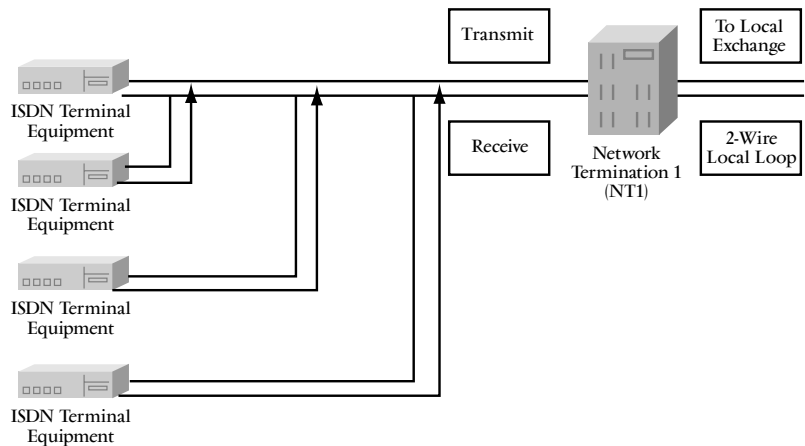 Transmit
To Local
Exchange
ISDN Terminal
Equipment
Receive
2-Wire
Local Loop
Network
Termination 1
(NT1)
ISDN Terminal
Equipment
ISDN Terminal
Equipment
ISDN Terminal
Equipment